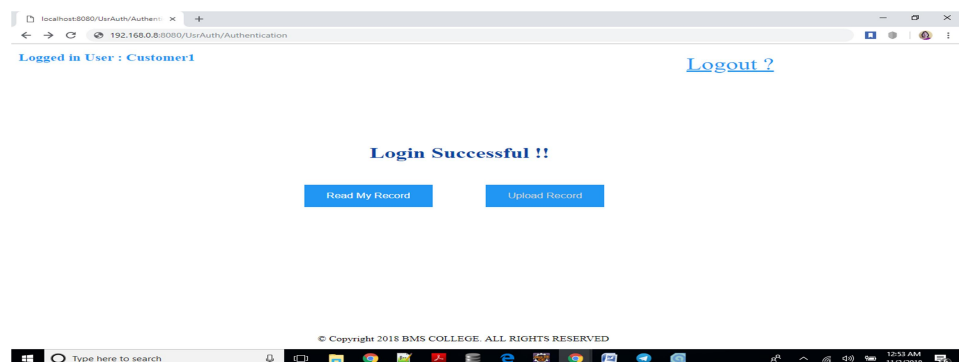 localhost:8080/UsrAuth/Authenti
192.168.0.8:8080/UsrAuth/Authentication
Logged in User : Customer1
Logout ?
Login Successful !!
Read My Record
Upload Record
© Copyright 2018 BMS COLLEGE. ALL RIGHTS RESERVED
Type here to search
12:53 AM